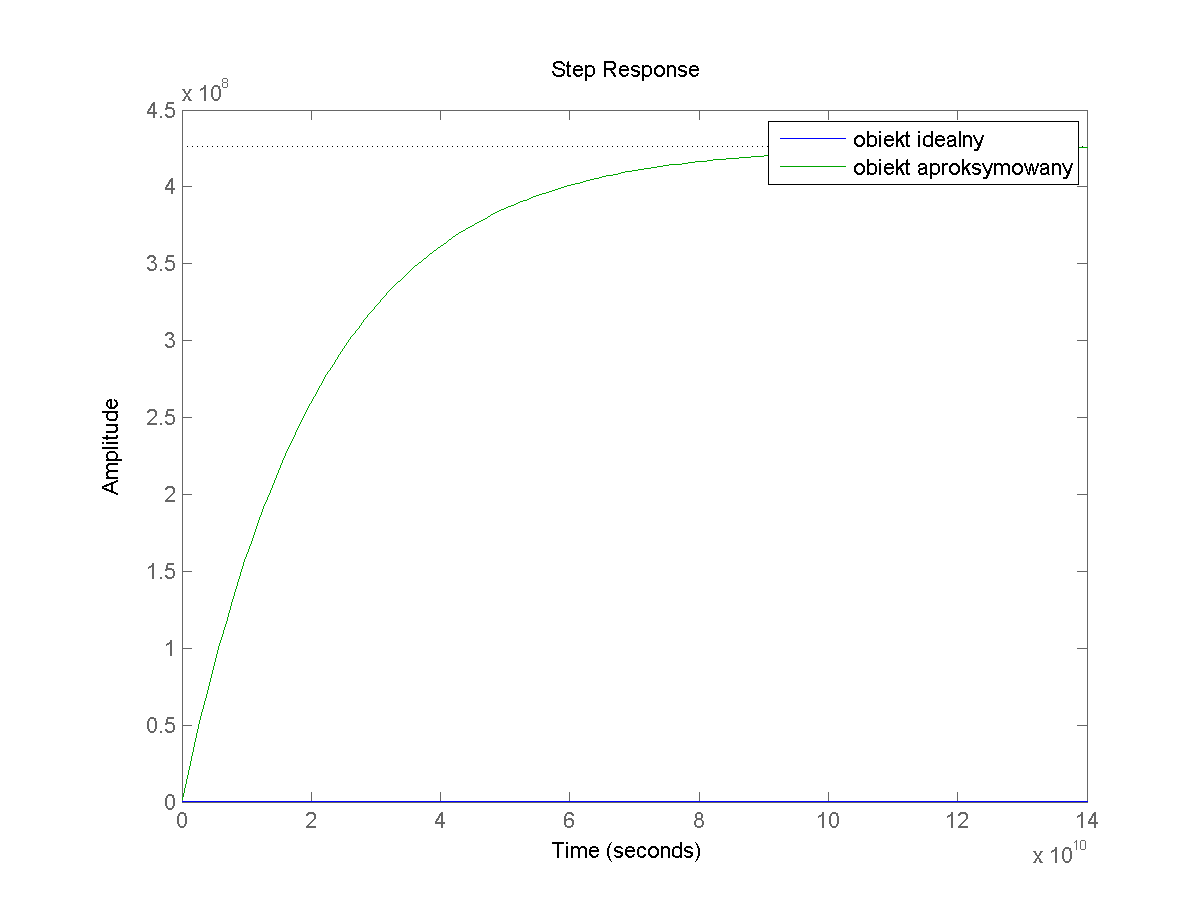 Step Response
x 10^8
4.5
4
3.5
3
2.5
2
1.5
1
0.5
0
Amplitude
obiekt idealny
obiekt aproksymowany
0 2 4 6 8 10 12 14
Time (seconds)
x 10^10